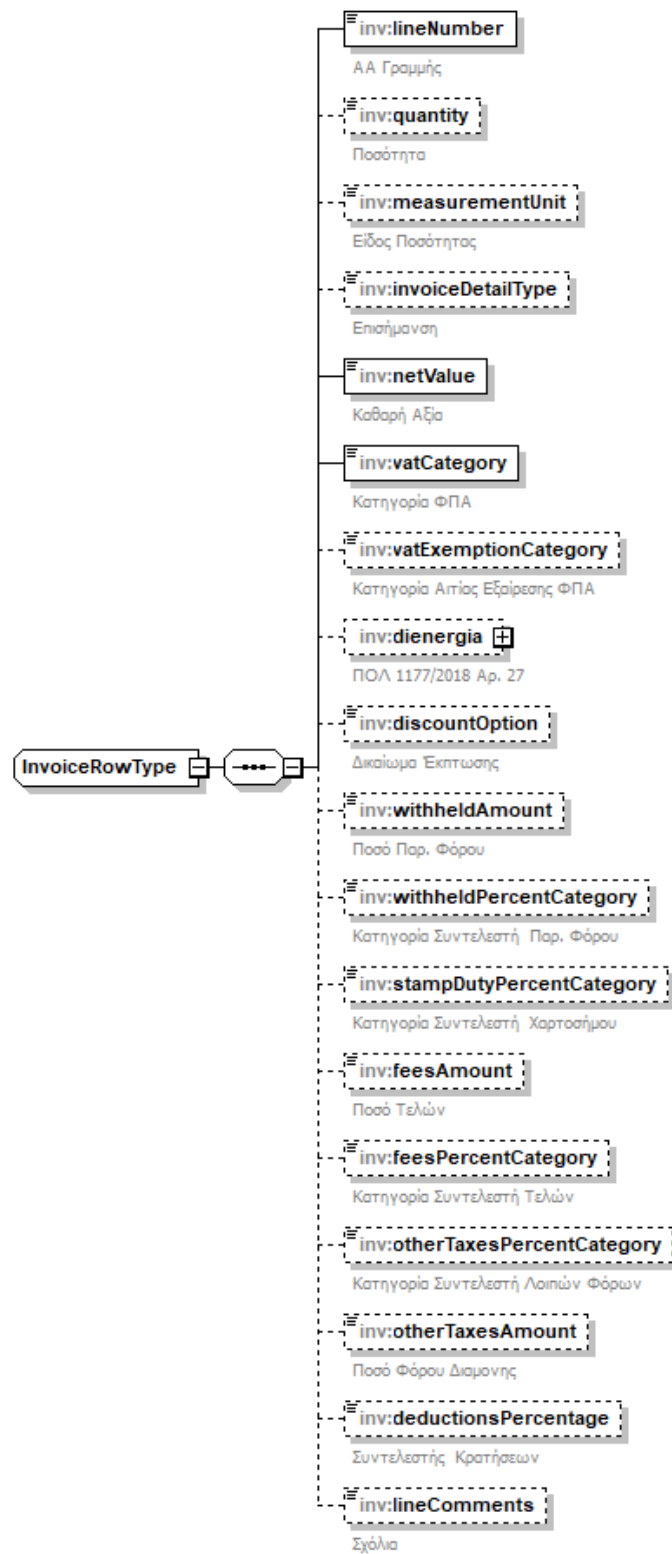 inv:lineNumber
ΑΑ Γραμμής
inv:quantity
Ποσότητα
inv:measurementUnit
Είδος Ποσότητας
inv:invoiceDetailType
Επισήμανση
inv:netValue
Καθαρή Αξία
inv:vatCategory
Κατηγορία ΦΠΑ
inv:vatExemptionCategory
Κατηγορία Αιτίας Εξαίρεσης ΦΠΑ
inv:dienergia
ΠΟΛ 1177/2018 Αρ. 27
inv:discountOption
Δικαίωμα Έκπτωσης
InvoiceRowType
inv:withheldAmount
Ποσό Παρ. Φόρου
inv:withheldPercentCategory
Κατηγορία Συντελεστή Παρ. Φόρου
inv:stampDutyPercentCategory
Κατηγορία Συντελεστή Χαρτοσήμου
inv:feesAmount
Ποσό Τελών
inv:feesPercentCategory
Κατηγορία Συντελεστή Τελών
inv:otherTaxesPercentCategory
Κατηγορία Συντελεστή Λοιπών Φόρων
inv:otherTaxesAmount
Ποσό Φόρου Διαμονης
inv:deductionsPercentage
Συντελεστής Κρατήσεων
inv:lineComments
Σχόλια